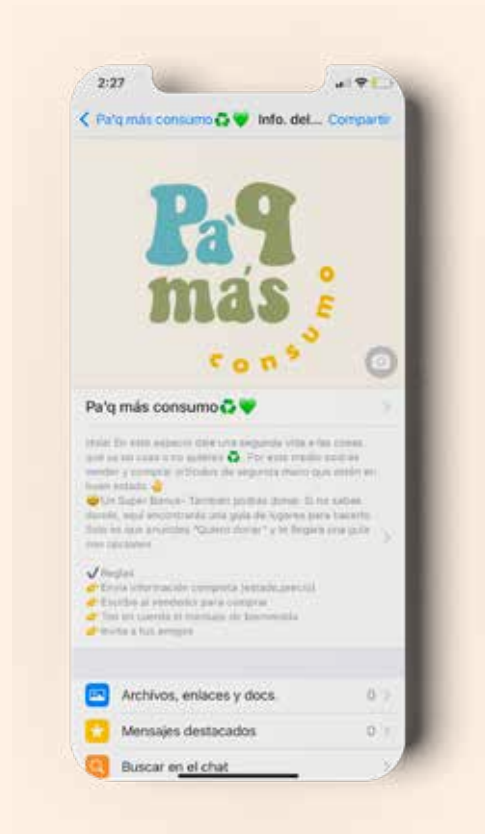 2:27
Pa'q más consumo♻️💚 Info. del... Compartir
Pa'q
más
consumo
Pa'q más consumo♻️💚
¡Hola! En este espacio dale una segunda vida a las cosas
que ya no usas o no quieres ♻️. Por este medio podrás
vender y comprar artículos de segunda mano que estén en
buen estado.
Un Super Bonus- También podrás donar. Si no sabes
donde, aquí encontrarás una guía de lugares para hacerlo.
Solo es que anuncies "Quiero donar" y te llegará una guía
con opciones
✔️Reglas
👉Envía información completa (estado, precio)
👉Escribe al vendedor para comprar
👉Ten en cuenta el mensaje de bienvenida
👉Invita a tus amigos
Archivos, enlaces y docs. 0
Mensajes destacados 0
Buscar en el chat